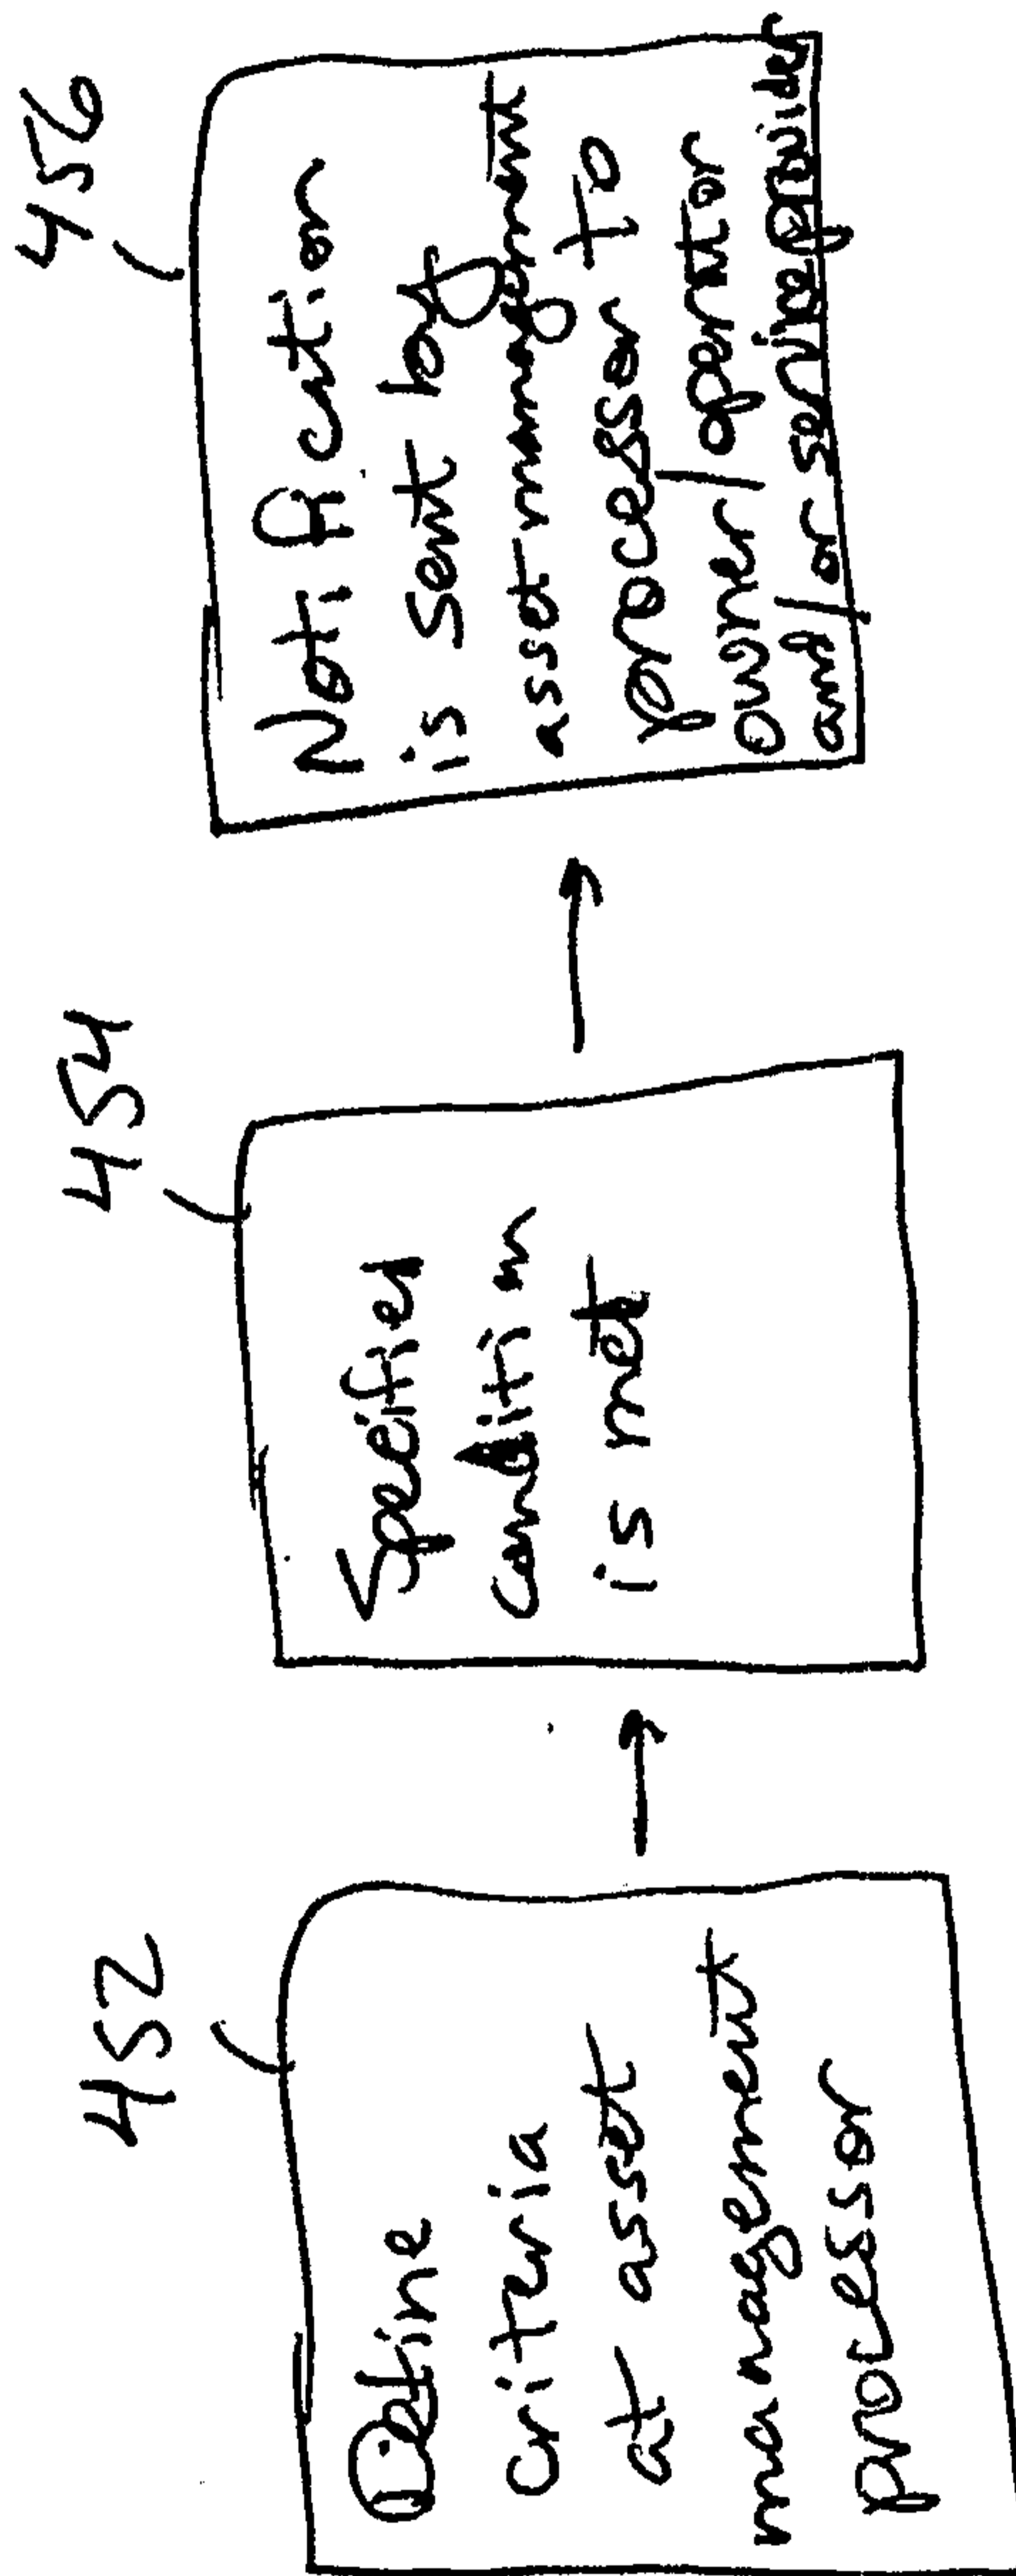 452
Define
criteria
at asset
management
processor
454
Specified
condition
is met
456
Notification
is sent by
asset management
processor to
owner/operator
and/or service provider